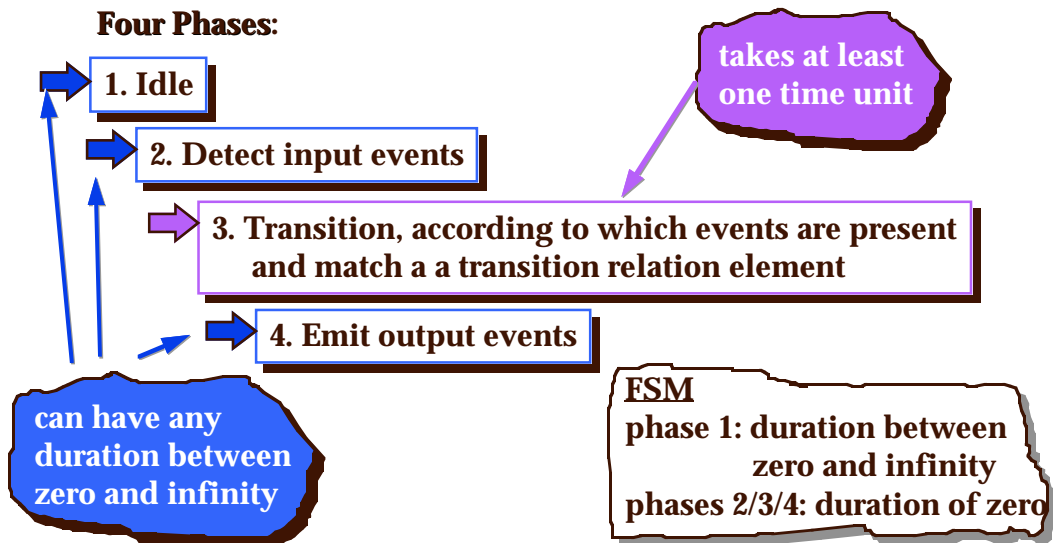 Four Phases:
1. Idle
2. Detect input events
3. Transition, according to which events are present
and match a a transition relation element
4. Emit output events
takes at least
one time unit
can have any
duration between
zero and infinity
FSM
phase 1: duration between
zero and infinity
phases 2/3/4: duration of zero